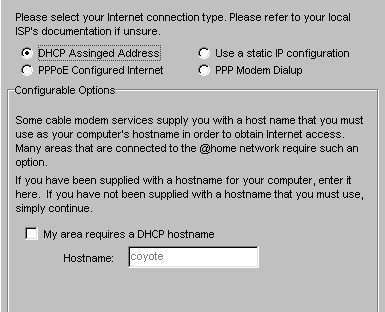 Please select your Internet connection type. Please refer to your local
ISP's documentation if unsure.
DHCP Assinged Address
Use a static IP configuration
PPPoE Configured Internet
PPP Modem Dialup
Configurable Options
Some cable modem services supply you with a host name that you must
use as your computer's hostname in order to obtain Internet access.
Many areas that are connected to the @home network require such an
option.
If you have been supplied with a hostname for your computer, enter it
here. If you have not been supplied with a hostname that you must use,
simply continue.
My area requires a DHCP hostname
Hostname: coyote